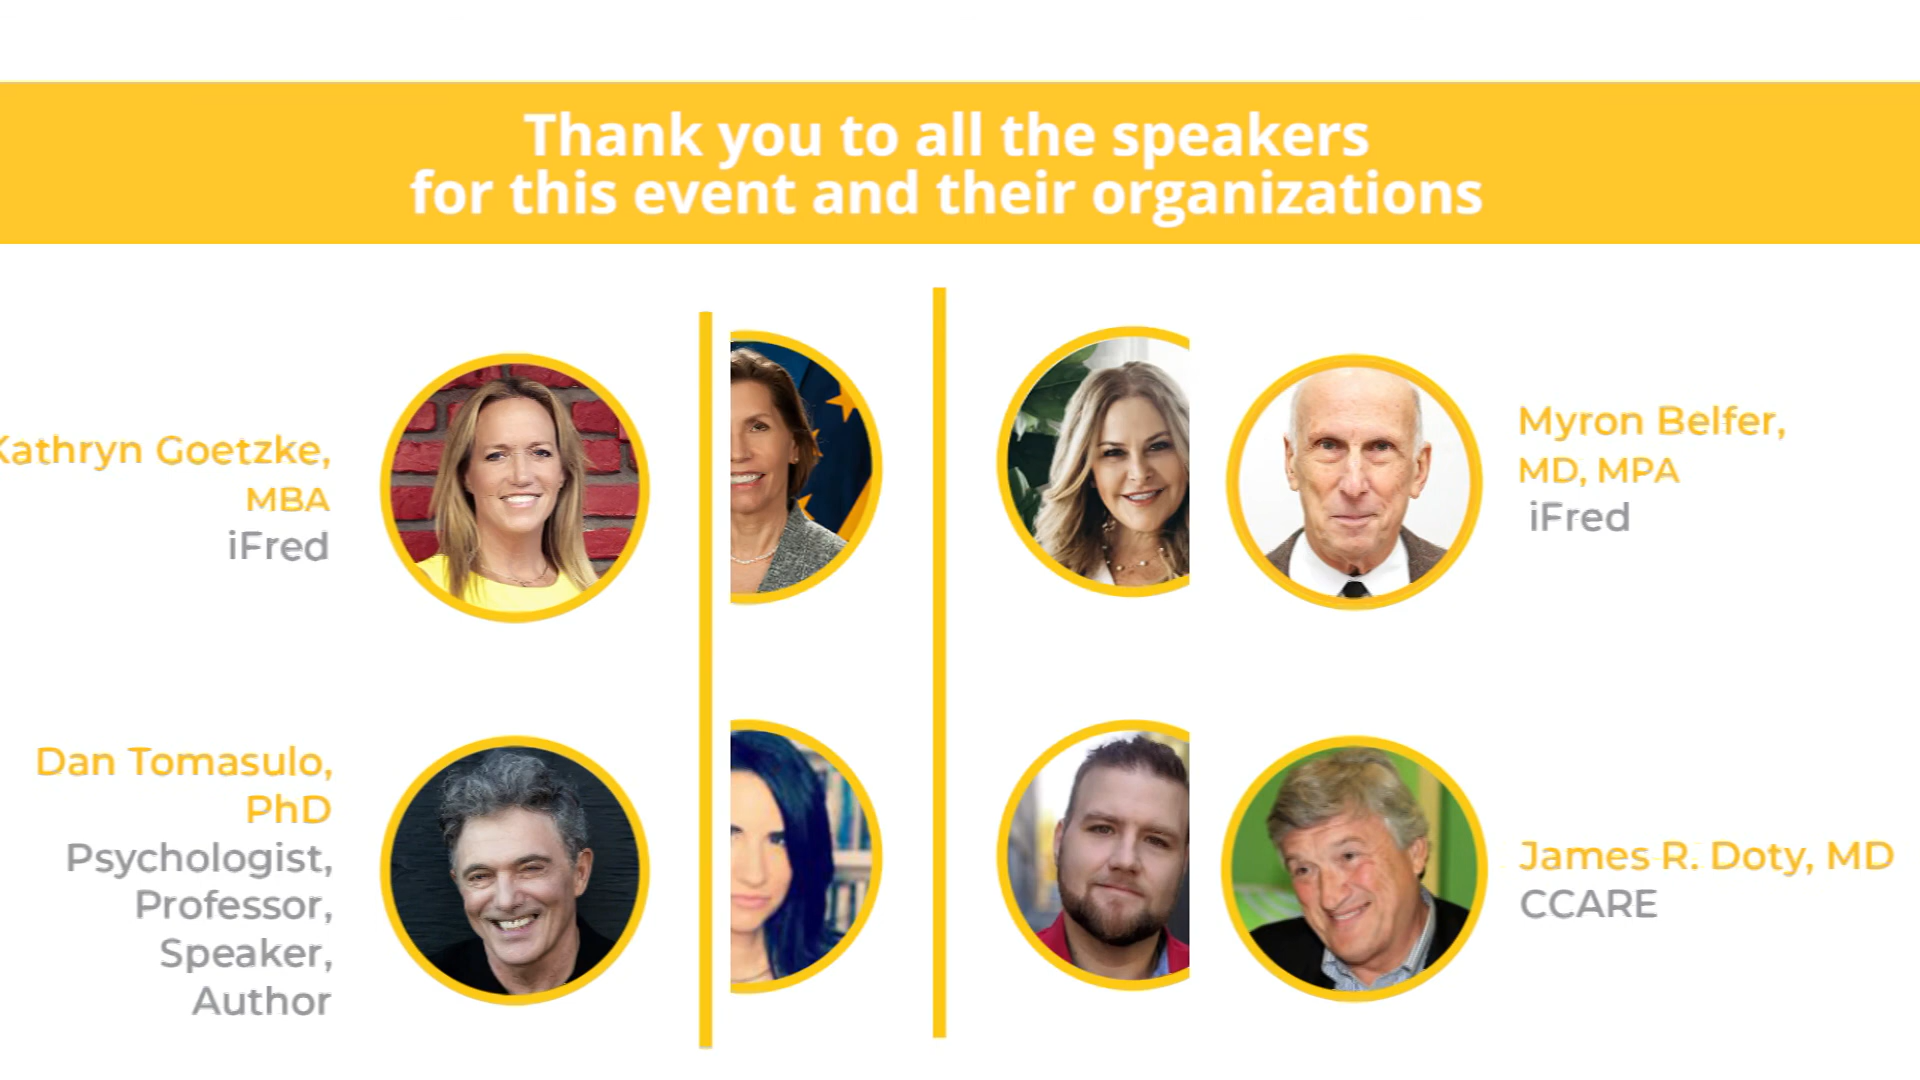 Thank you to all the speakers
for this event and their organizations
Kathryn Goetzke,
MBA
iFred
Dan Tomasulo,
PhD
Psychologist,
Professor,
Speaker,
Author
Myron Belfer,
MD, MPA
iFred
James R. Doty, MD
CCARE